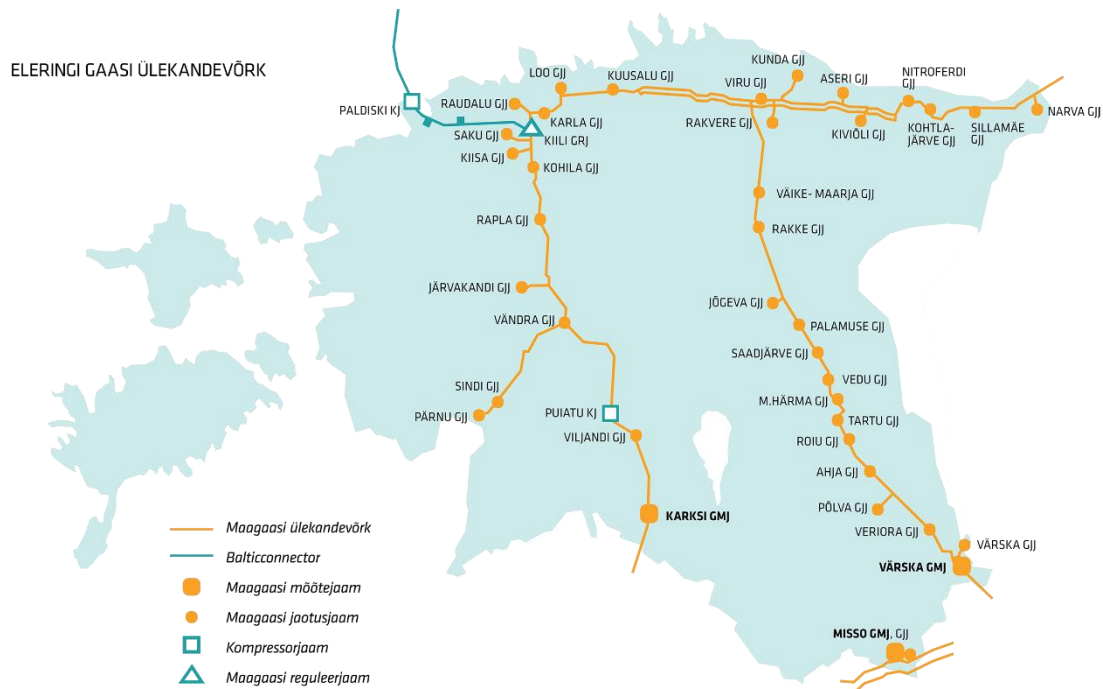 ELERINGI GAASI ÜLEKANDEVÕRK
LOO GJJ
KUUSALU GJJ
VIRU GJJ
KUNDA GJJ
ASERI GJJ
NITROFERDI
GJJ
PALDISKI KJ
RAUDALU GJJ
KARLA GJJ
SAKU GJJ
KIILI GRJ
KIISA GJJ
KOHILA GJJ
RAKVERE GJJ
KIVIÕLI GJJ
KOHTLA-
JÄRVE GJJ
SILLAMÄE
GJJ
NARVA GJJ
VÄIKE- MAARJA GJJ
RAPLA GJJ
RAKKE GJJ
JÄRVAKANDI GJJ
JÕGEVA GJJ
VÄNDRA GJJ
PALAMUSE GJJ
SAADJÄRVE GJJ
VEDU GJJ
SINDI GJJ
M.HÄRMA GJJ
PÄRNU GJJ
PUIATU KJ
TARTU GJJ
VILJANDI GJJ
ROIU GJJ
AHJA GJJ
PÕLVA GJJ
KARKSI GMJ
VERIORA GJJ
VÄRSKA GJJ
VÄRSKA GMJ
MISSO GMJ, GJJ
Maagaasi ülekandevõrk
Balticconnector
Maagaasi mõõtejaam
Maagaasi jaotusjaam
Kompressorjaam
Maagaasi reguleerjaam